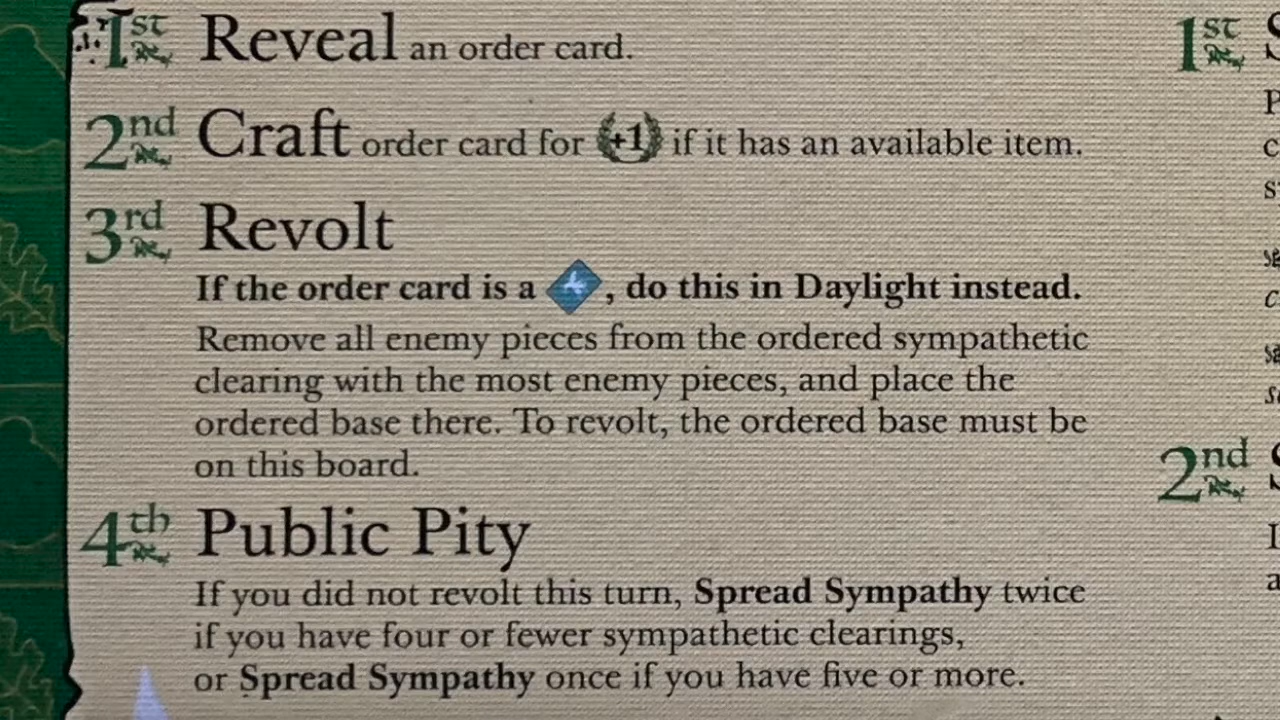 1st Reveal an order card.
2nd Craft order card for +1 if it has an available item.
3rd Revolt
If the order card is a , do this in Daylight instead.
Remove all enemy pieces from the ordered sympathetic
clearing with the most enemy pieces, and place the
ordered base there. To revolt, the ordered base must be
on this board.
4th Public Pity
If you did not revolt this turn, Spread Sympathy twice
if you have four or fewer sympathetic clearings,
or Spread Sympathy once if you have five or more.
1st
2nd